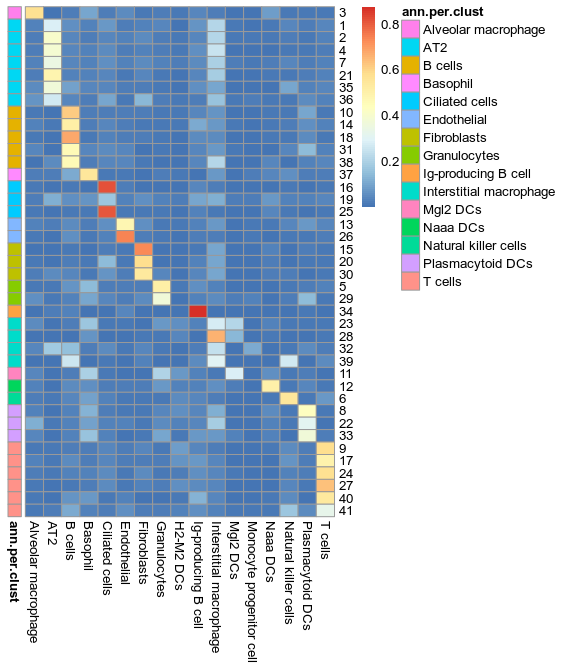 ann.per.clust
0.8
0.6
0.4
0.2
Alveolar macrophage
AT2
B cells
Basophil
Ciliated cells
Endothelial
Fibroblasts
Granulocytes
Ig-producing B cell
Interstitial macrophage
Mgl2 DCs
Naaa DCs
Natural killer cells
Plasmacytoid DCs
T cells
3
1
2
4
7
21
35
36
10
14
18
31
38
37
16
19
25
13
26
15
20
30
5
29
34
23
28
32
39
11
12
6
8
22
33
9
17
24
27
40
41
ann.per.clust
Alveolar macrophage
AT2
B cells
Basophil
Ciliated cells
Endothelial
Fibroblasts
Granulocytes
H2-M2 DCs
Ig-producing B cell
Interstitial macrophage
Mgl2 DCs
Monocyte progenitor cell
Naaa DCs
Natural killer cells
Plasmacytoid DCs
T cells